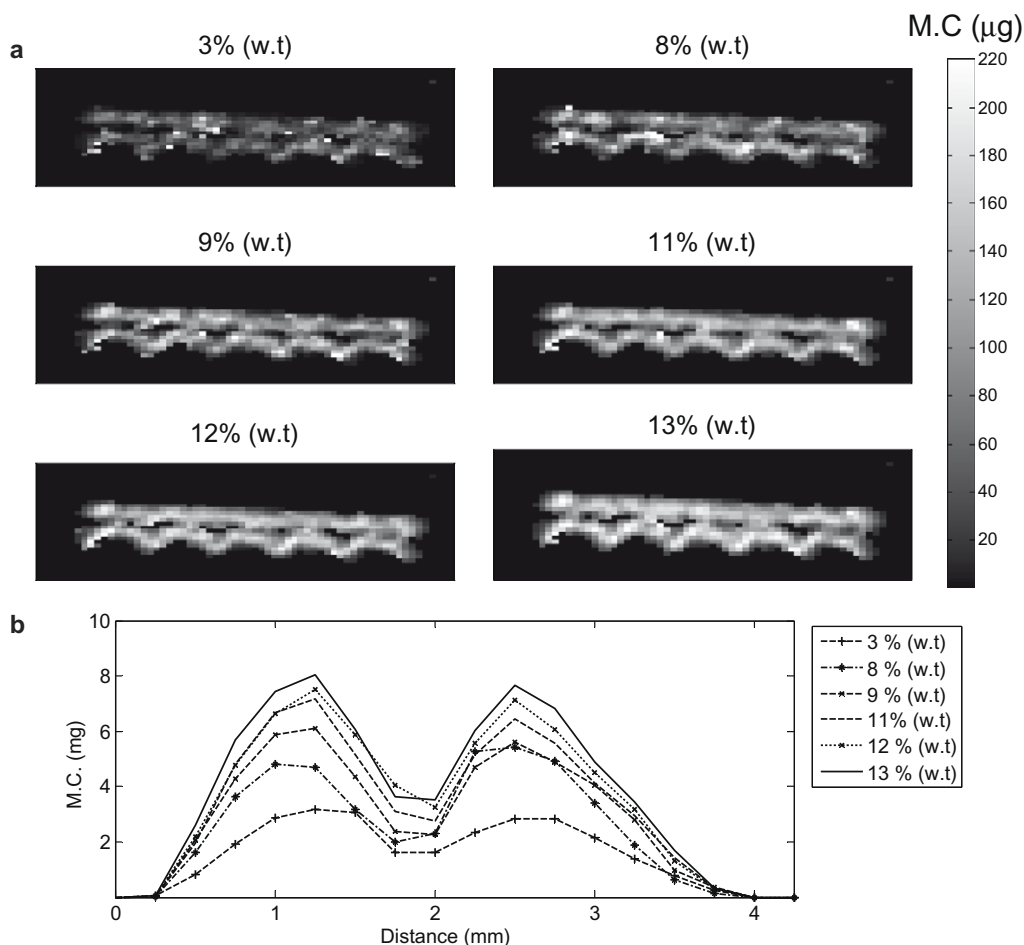 a
3% (w.t)
8% (w.t)
M.C (μg)
9% (w.t)
11% (w.t)
12% (w.t)
13% (w.t)
220
200
180
160
140
120
100
80
60
40
20
b
10
8
6
4
2
M.C. (mg)
0
1
2
3
4
Distance (mm)
3 % (w.t)
8 % (w.t)
9 % (w.t)
11% (w.t)
12 % (w.t)
13 % (w.t)